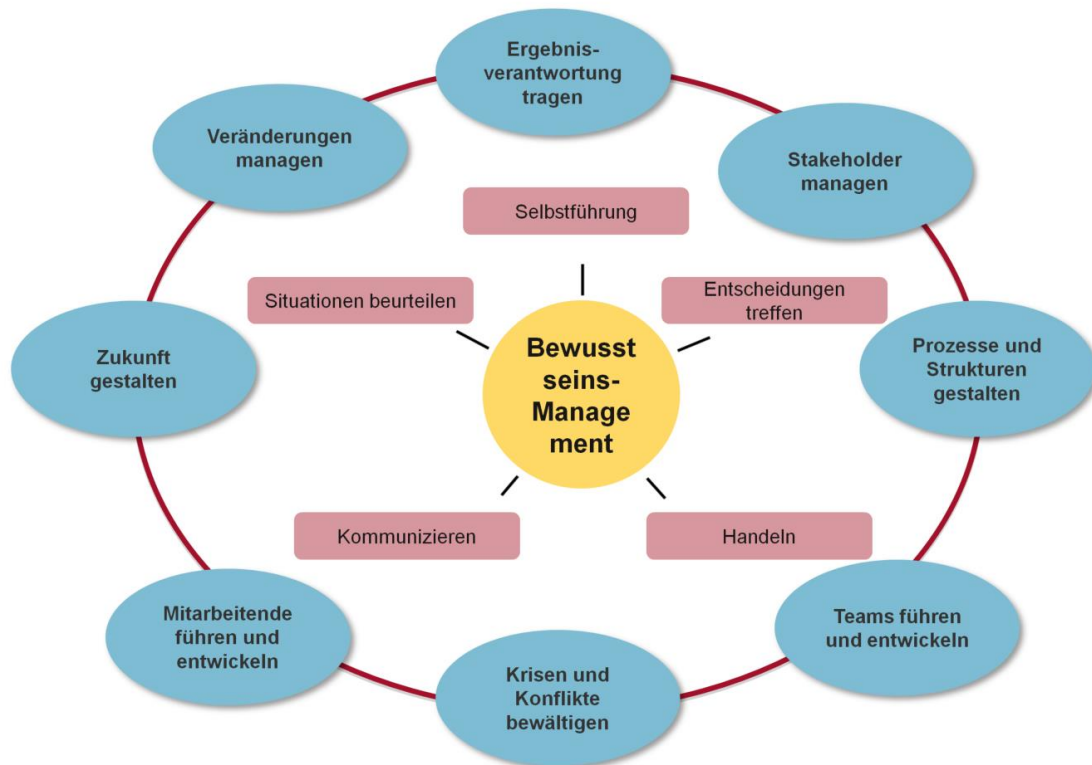 Ergebnis-
verantwortung
tragen
Veränderungen
managen
Stakeholder
managen
Selbstführung
Situationen beurteilen
Entscheidungen
treffen
Zukunft
gestalten
Bewusst
seins-
Manage
ment
Prozesse und
Strukturen
gestalten
Kommunizieren
Handeln
Mitarbeitende
führen und
entwickeln
Teams führen
und entwickeln
Krisen und
Konflikte
bewältigen